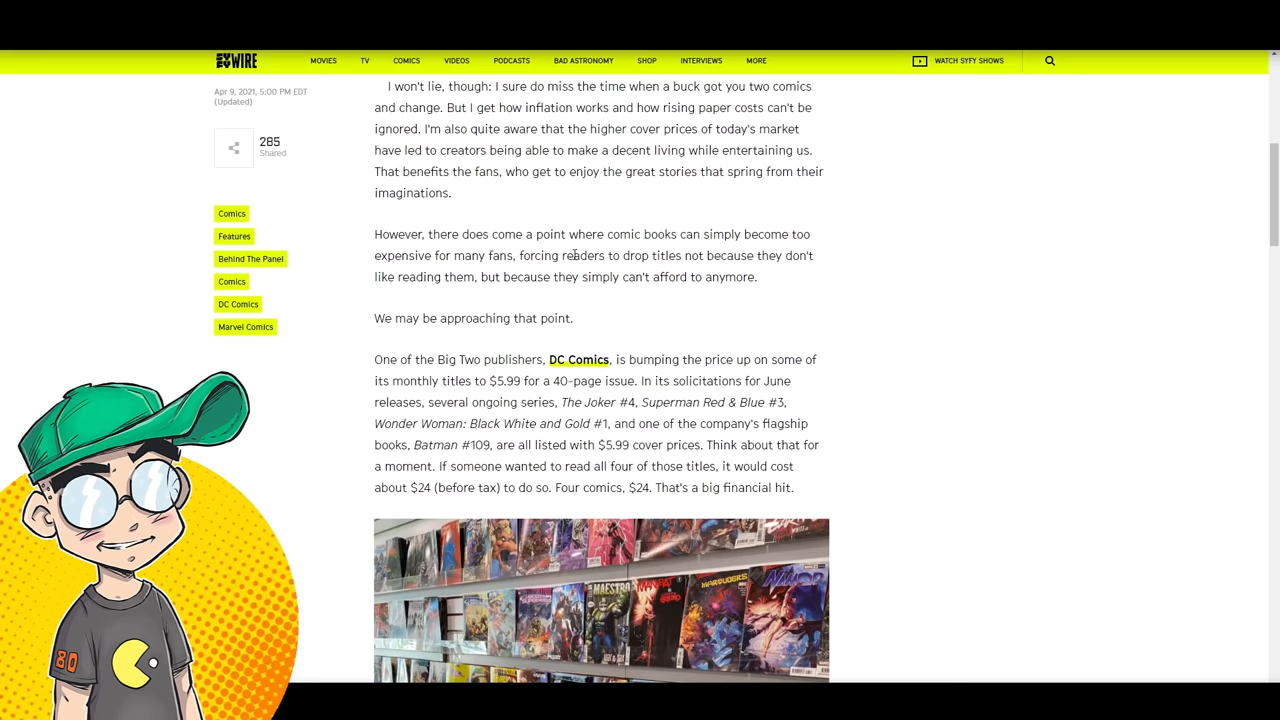 SYFY WIRE
MOVIES TV COMICS VIDEOS PODCASTS BAD ASTRONOMY SHOP INTERVIEWS MORE WATCH SYFY SHOWS
Apr 9, 2021, 5:00 PM EDT
(Updated)
285
Shared
Comics
Features
Behind The Panel
Comics
DC Comics
Marvel Comics
I won't lie, though: I sure do miss the time when a buck got you two comics
and change. But I get how inflation works and how rising paper costs can't be
ignored. I'm also quite aware that the higher cover prices of today's market
have led to creators being able to make a decent living while entertaining us.
That benefits the fans, who get to enjoy the great stories that spring from their
imaginations.
However, there does come a point where comic books can simply become too
expensive for many fans, forcing readers to drop titles not because they don't
like reading them, but because they simply can't afford to anymore.
We may be approaching that point.
One of the Big Two publishers, DC Comics, is bumping the price up on some of
its monthly titles to $5.99 for a 40-page issue. In its solicitations for June
releases, several ongoing series, The Joker #4, Superman Red & Blue #3,
Wonder Woman: Black White and Gold #1, and one of the company's flagship
books, Batman #109, are all listed with $5.99 cover prices. Think about that for
a moment. If someone wanted to read all four of those titles, it would cost
about $24 (before tax) to do so. Four comics, $24. That's a big financial hit.
MAESTRO
MAN-BAT
MARAUDERS
80